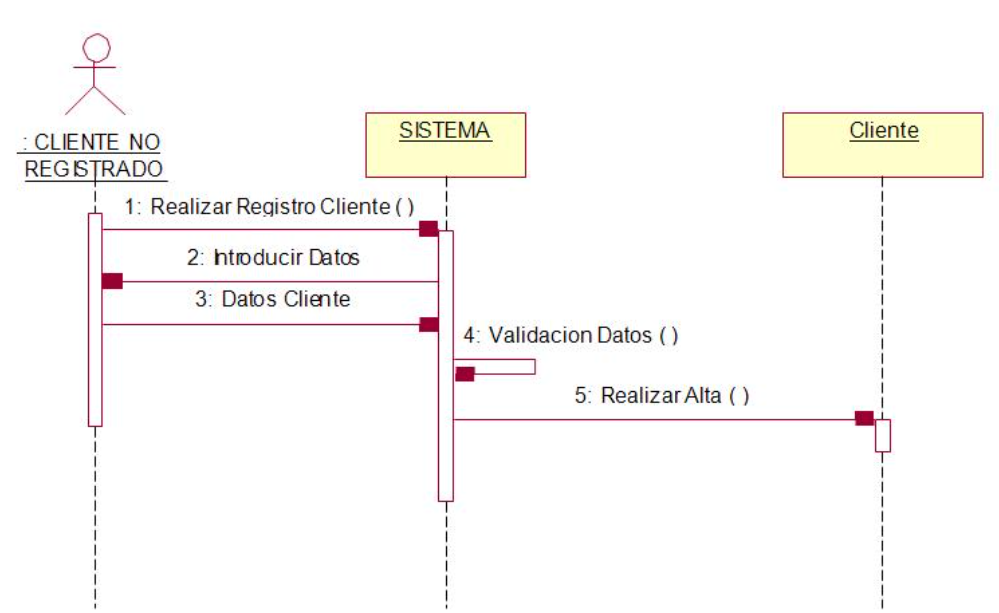 : CLIENTE NO
REGISTRADO
SISTEMA
Cliente
1: Realizar Registro Cliente ( )
2: Introducir Datos
3: Datos Cliente
4: Validacion Datos ( )
5: Realizar Alta ( )